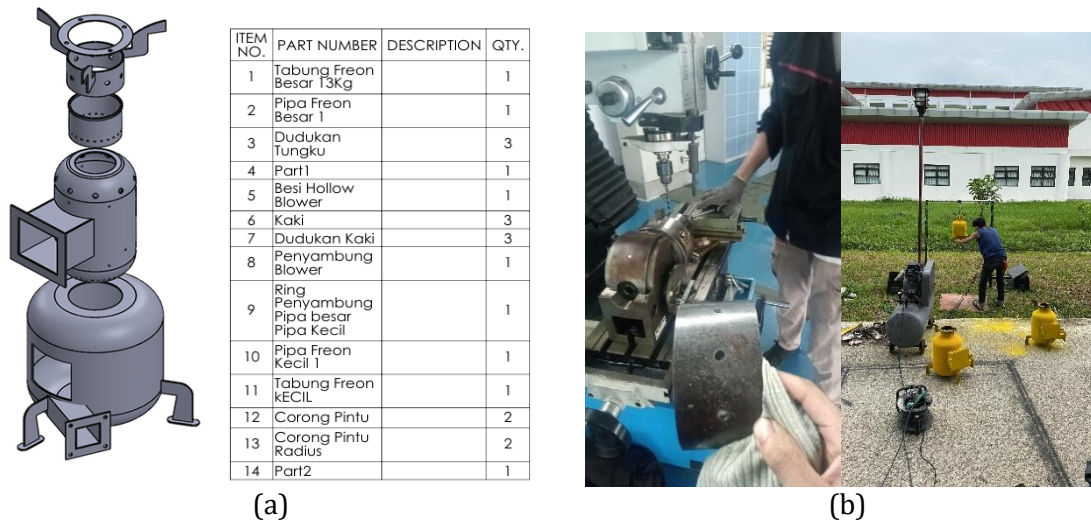 ITEM NO. PART NUMBER DESCRIPTION QTY.
1 Tabung Freon Besar 13Kg 1
2 Pipa Freon Besar 1 1
3 Dudukan Tungku 3
4 Part1 1
5 Besi Hollow Blower 1
6 Kaki 3
7 Dudukan Kaki 3
8 Penyambung Blower 1
9 Ring Penyambung Pipa besar Pipa Kecil 1
10 Pipa Freon Kecil 1 1
11 Tabung Freon kECIL 1
12 Corong Pintu 2
13 Corong Pintu Radius 2
14 Part2 1
(a)
(b)